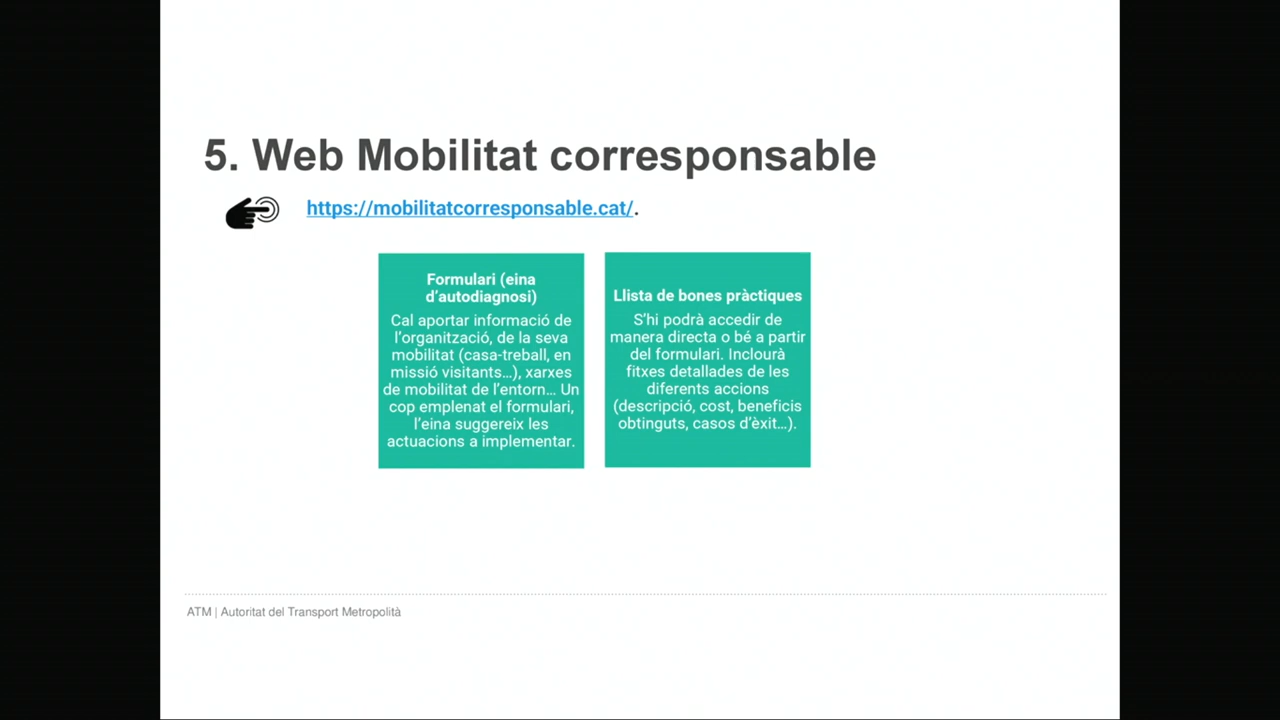 5. Web Mobilitat corresponsable
https://mobilitatcorresponsable.cat/.
Formulari (eina
d'autodiagnosi)
Cal aportar informació de
l'organització, de la seva
mobilitat (casa-treball, en
missió visitants...), xarxes
de mobilitat de l'entorn... Un
cop emplenat el formulari,
l'eina suggereix les
actuacions a implementar.
Llista de bones pràctiques
S'hi podrà accedir de
manera directa o bé a partir
del formulari. Inclourà
fitxes detallades de les
diferents accions
(descripció, cost, beneficis
obtinguts, casos d'èxit...).
ATM | Autoritat del Transport Metropolità